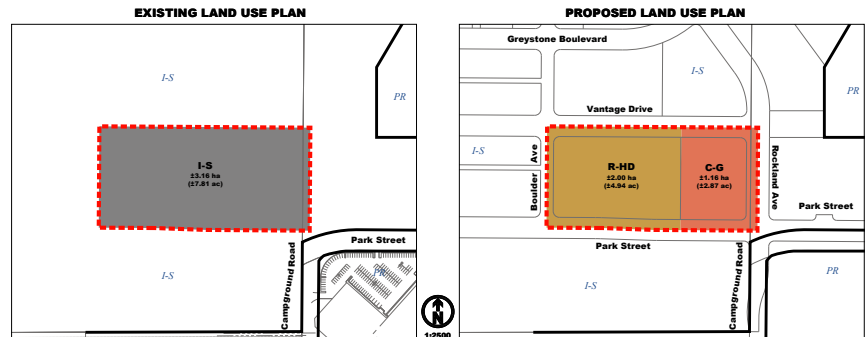 EXISTING LAND USE PLAN
I-S
PR
I-S
±3.16 ha
(±7.81 ac)
Park Street
I-S
PR
Campground Road
N
1:2500
PROPOSED LAND USE PLAN
Greystone Boulevard
I-S
PR
Vantage Drive
I-S
Boulder Ave
R-HD
±2.00 ha
(±4.94 ac)
C-G
±1.16 ha
(±2.87 ac)
Rockland Ave
Park Street
Park Street
I-S
Campground Road
PR